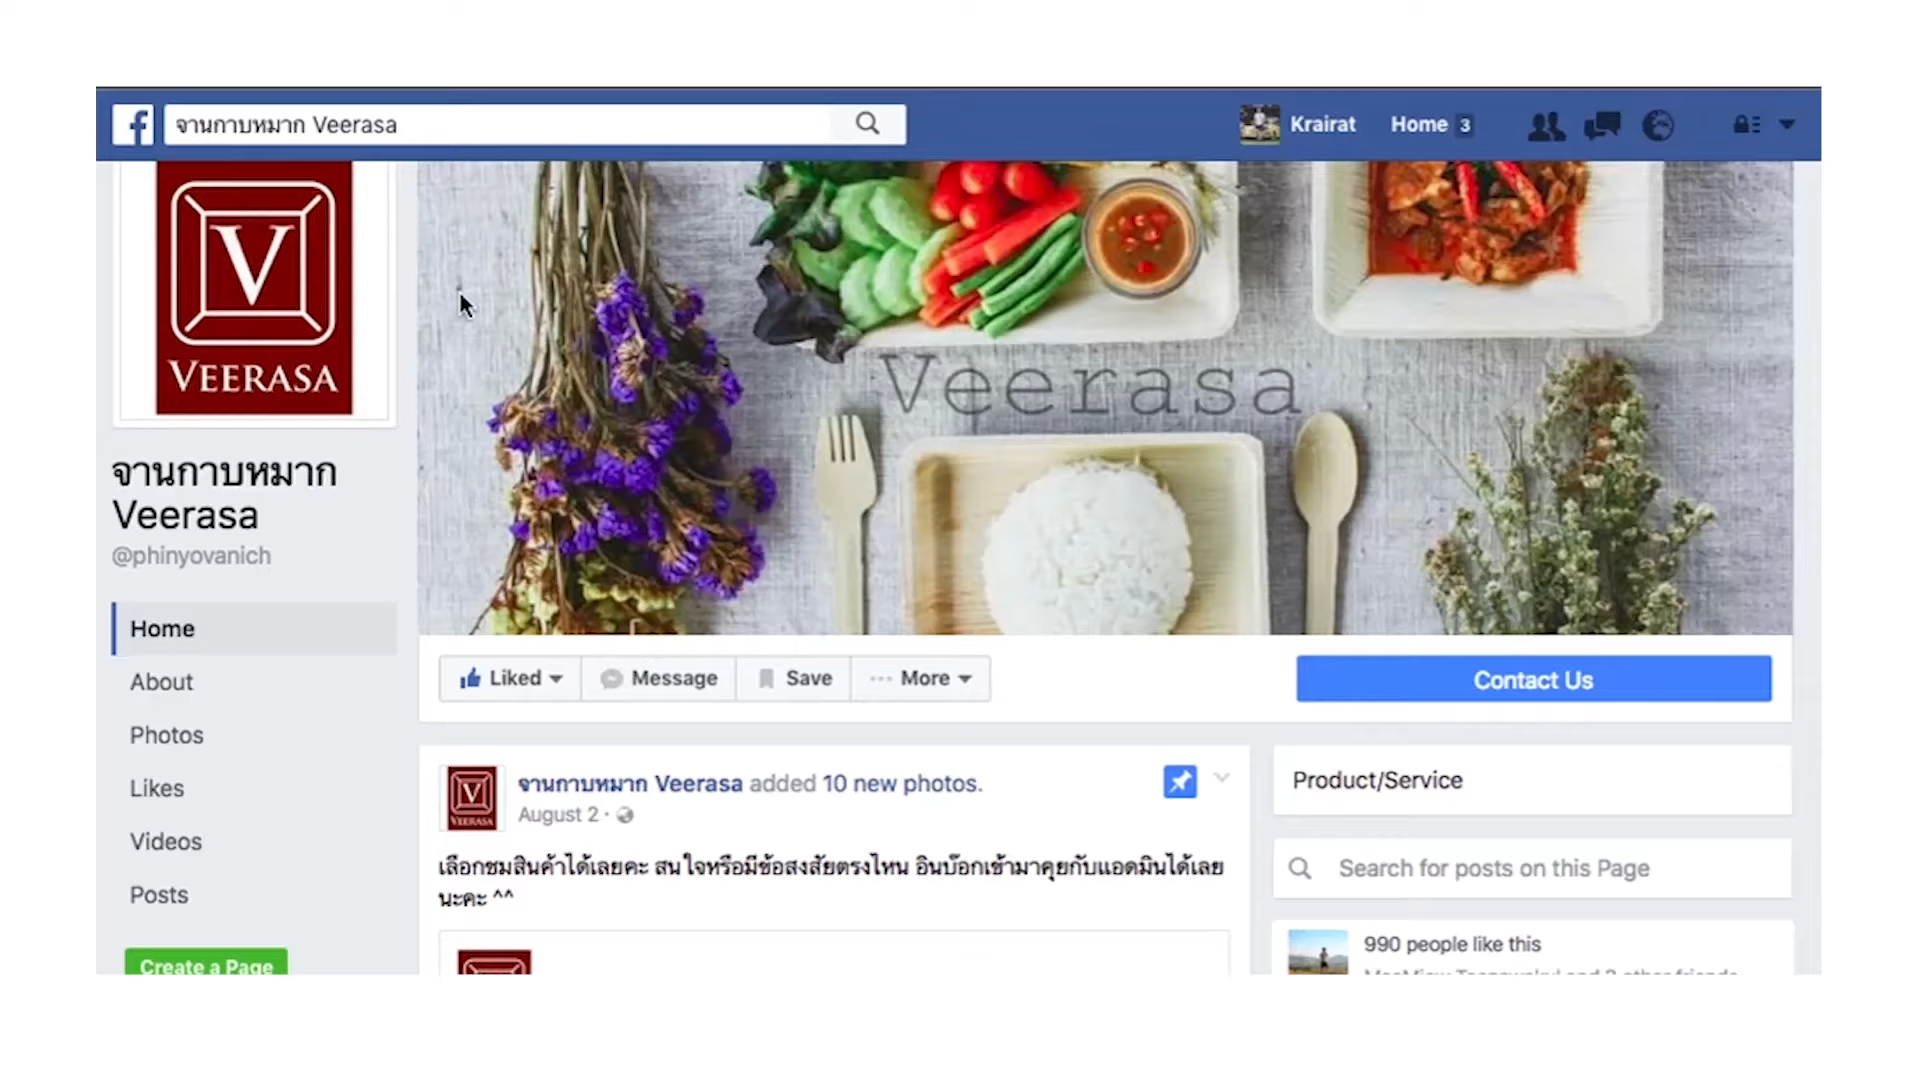 จานกาบหมาก Veerasa
Krairat
Home 3
V
VEERASA
Veerasa
จานกาบหมาก
Veerasa
@phinyovanich
Home
About
Photos
Likes
Videos
Posts
Create a Page
Liked
Message
Save
More
Contact Us
V
VEERASA
จานกาบหมาก Veerasa added 10 new photos.
August 2 ·
เลือกชมสินค้าได้เลยคะ สนใจหรือมีข้อสงสัยตรงไหน อินบ๊อกเข้ามาคุยกับแอดมินได้เลย
นะคะ ^^
Product/Service
Search for posts on this Page
990 people like this